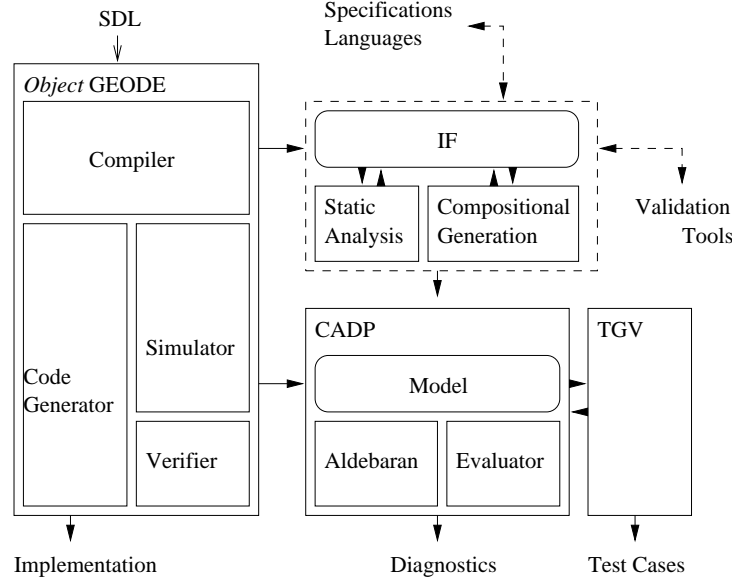 SDL
Specifications
Languages
Object GEODE
Compiler
IF
Static
Analysis
Compositional
Generation
Validation
Tools
Code
Generator
Simulator
Verifier
CADP
Model
Aldebaran
Evaluator
TGV
Implementation
Diagnostics
Test Cases